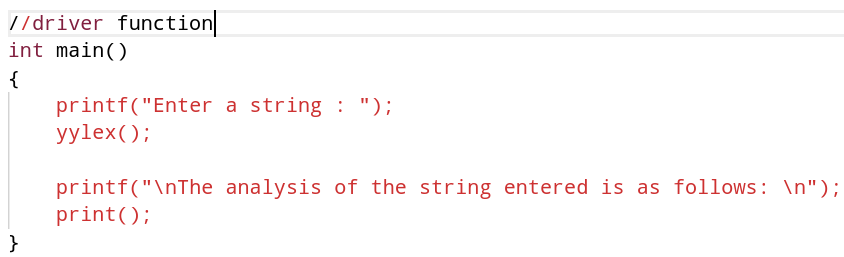 //driver function
int main()
{
    printf("Enter a string : ");
    yylex();

    printf("\nThe analysis of the string entered is as follows: \n");
    print();
}